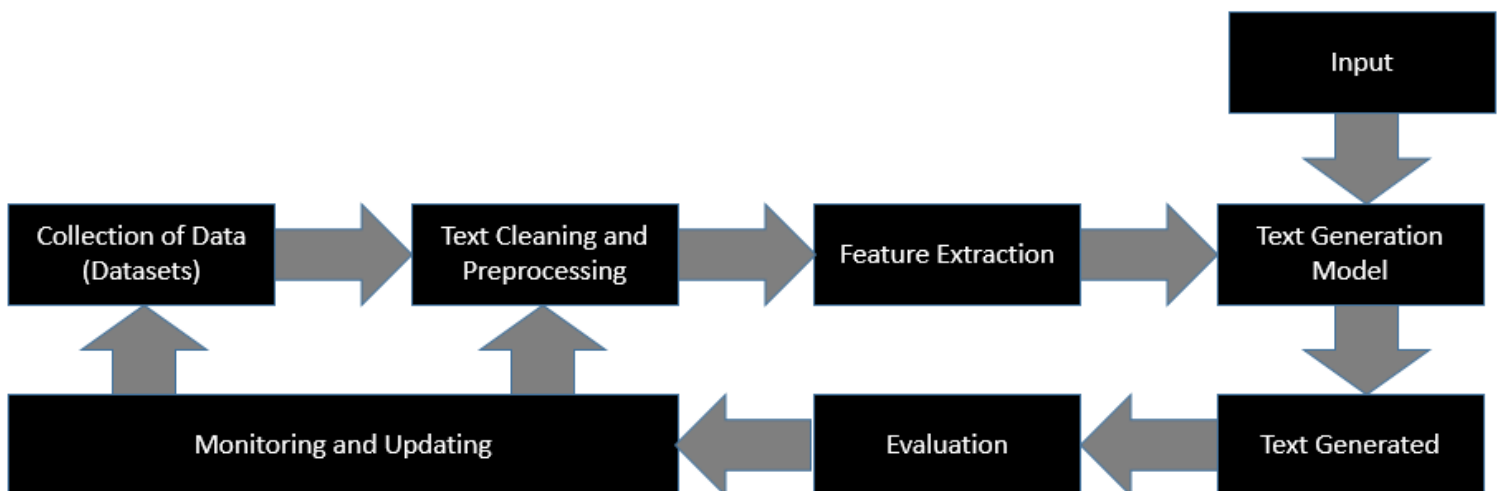 Input
Collection of Data
(Datasets)
Text Cleaning and
Preprocessing
Feature Extraction
Text Generation
Model
Monitoring and Updating
Evaluation
Text Generated